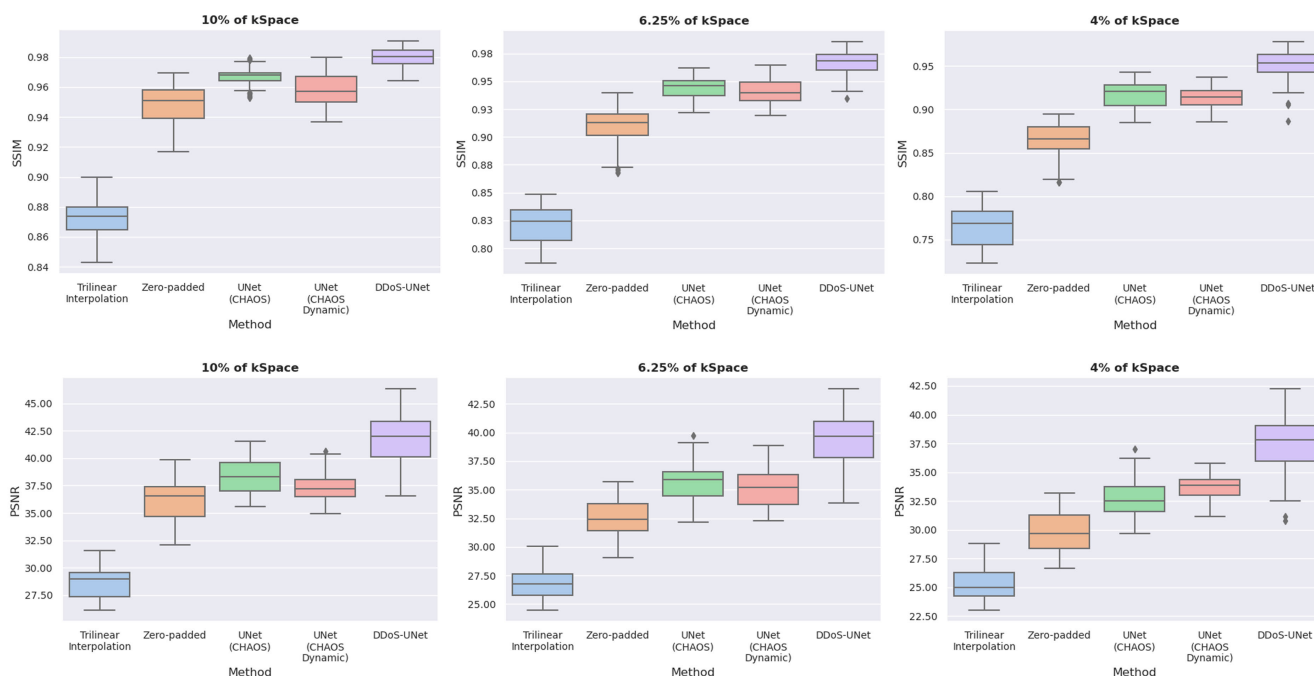 10% of kSpace
SSIM
0.98
0.96
0.94
0.92
0.90
0.88
0.86
0.84
Trilinear
Interpolation
Zero-padded
UNet
(CHAOS)
UNet
(CHAOS
Dynamic)
DDoS-UNet
Method
6.25% of kSpace
SSIM
0.98
0.95
0.93
0.90
0.88
0.85
0.83
0.80
Trilinear
Interpolation
Zero-padded
UNet
(CHAOS)
UNet
(CHAOS
Dynamic)
DDoS-UNet
Method
4% of kSpace
SSIM
0.95
0.90
0.85
0.80
0.75
Trilinear
Interpolation
Zero-padded
UNet
(CHAOS)
UNet
(CHAOS
Dynamic)
DDoS-UNet
Method
10% of kSpace
PSNR
45.00
42.50
40.00
37.50
35.00
32.50
30.00
27.50
Trilinear
Interpolation
Zero-padded
UNet
(CHAOS)
UNet
(CHAOS
Dynamic)
DDoS-UNet
Method
6.25% of kSpace
PSNR
42.50
40.00
37.50
35.00
32.50
30.00
27.50
25.00
Trilinear
Interpolation
Zero-padded
UNet
(CHAOS)
UNet
(CHAOS
Dynamic)
DDoS-UNet
Method
4% of kSpace
PSNR
42.50
40.00
37.50
35.00
32.50
30.00
27.50
25.00
22.50
Trilinear
Interpolation
Zero-padded
UNet
(CHAOS)
UNet
(CHAOS
Dynamic)
DDoS-UNet
Method